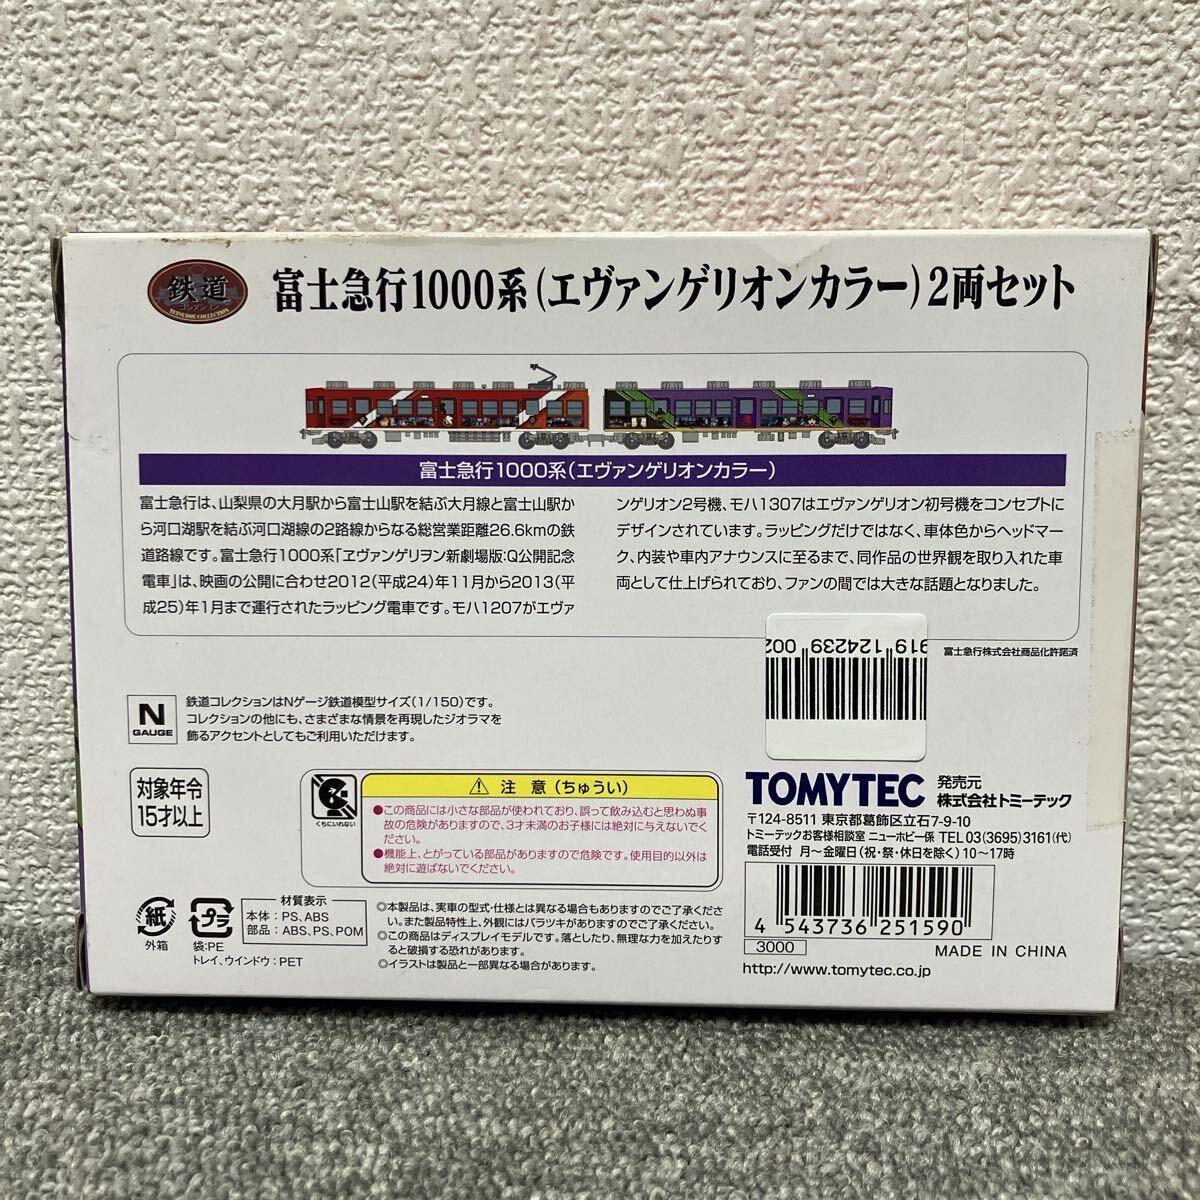 鉄道
コレクション
TETSUDOU COLLECTION
富士急行1000系(エヴァンゲリオンカラー)2両セット
富士急行1000系(エヴァンゲリオンカラー)
富士急行は、山梨県の大月駅から富士山駅を結ぶ大月線と富士山駅か
ら河口湖駅を結ぶ河口湖線の2路線からなる総営業距離26.6kmの鉄
道路線です。富士急行1000系「ヱヴァンゲリヲン新劇場版:Q公開記念
電車」は、映画の公開に合わせ2012(平成24)年11月から2013(平
成25)年1月まで運行されたラッピング電車です。モハ1207がエヴァ
ンゲリオン2号機、モハ1307はエヴァンゲリオン初号機をコンセプトに
デザインされています。ラッピングだけではなく、車体色からヘッドマー
ク、内装や車内アナウンスに至るまで、同作品の世界観を取り入れた車
両として仕上げられており、ファンの間では大きな話題となりました。
919 124239 002
富士急行株式会社商品化許諾済
N
GAUGE
鉄道コレクションはNゲージ鉄道模型サイズ(1/150)です。
コレクションの他にも、さまざまな情景を再現したジオラマを
飾るアクセントとしてもご利用いただけます。
対象年令
15才以上
くちにいれない
注意(ちゅうい)
●この商品には小さな部品が使われており、誤って飲み込むと思わぬ事
故の危険がありますので、3才未満のお子様には絶対に与えないでく
ださい。
●機能上、とがっている部品がありますので危険です。使用目的以外は
絶対に遊ばないでください。
TOMYTEC
発売元
株式会社トミーテック
〒124-8511 東京都葛飾区立石7-9-10
トミーテックお客様相談室 ニューホビー係 TEL 03(3695)3161(代)
電話受付 月〜金曜日(祝・祭・休日を除く)10〜17時
紙
外箱
プラ
袋:PE
トレイ、ウインドウ:PET
材質表示
本体:PS、ABS
部品:ABS、PS、POM
◎本製品は、実車の型式・仕様とは異なる場合もありますのでご了承くださ
い。また製品特性上、外観にはバラツキがありますのでご了承ください。
◎この商品はディスプレイモデルです。落としたり、無理な力を加えたりす
ると破損する恐れがあります。
◎イラストは製品と一部異なる場合があります。
4 543736 251590
3000
MADE IN CHINA
http://www.tomytec.co.jp